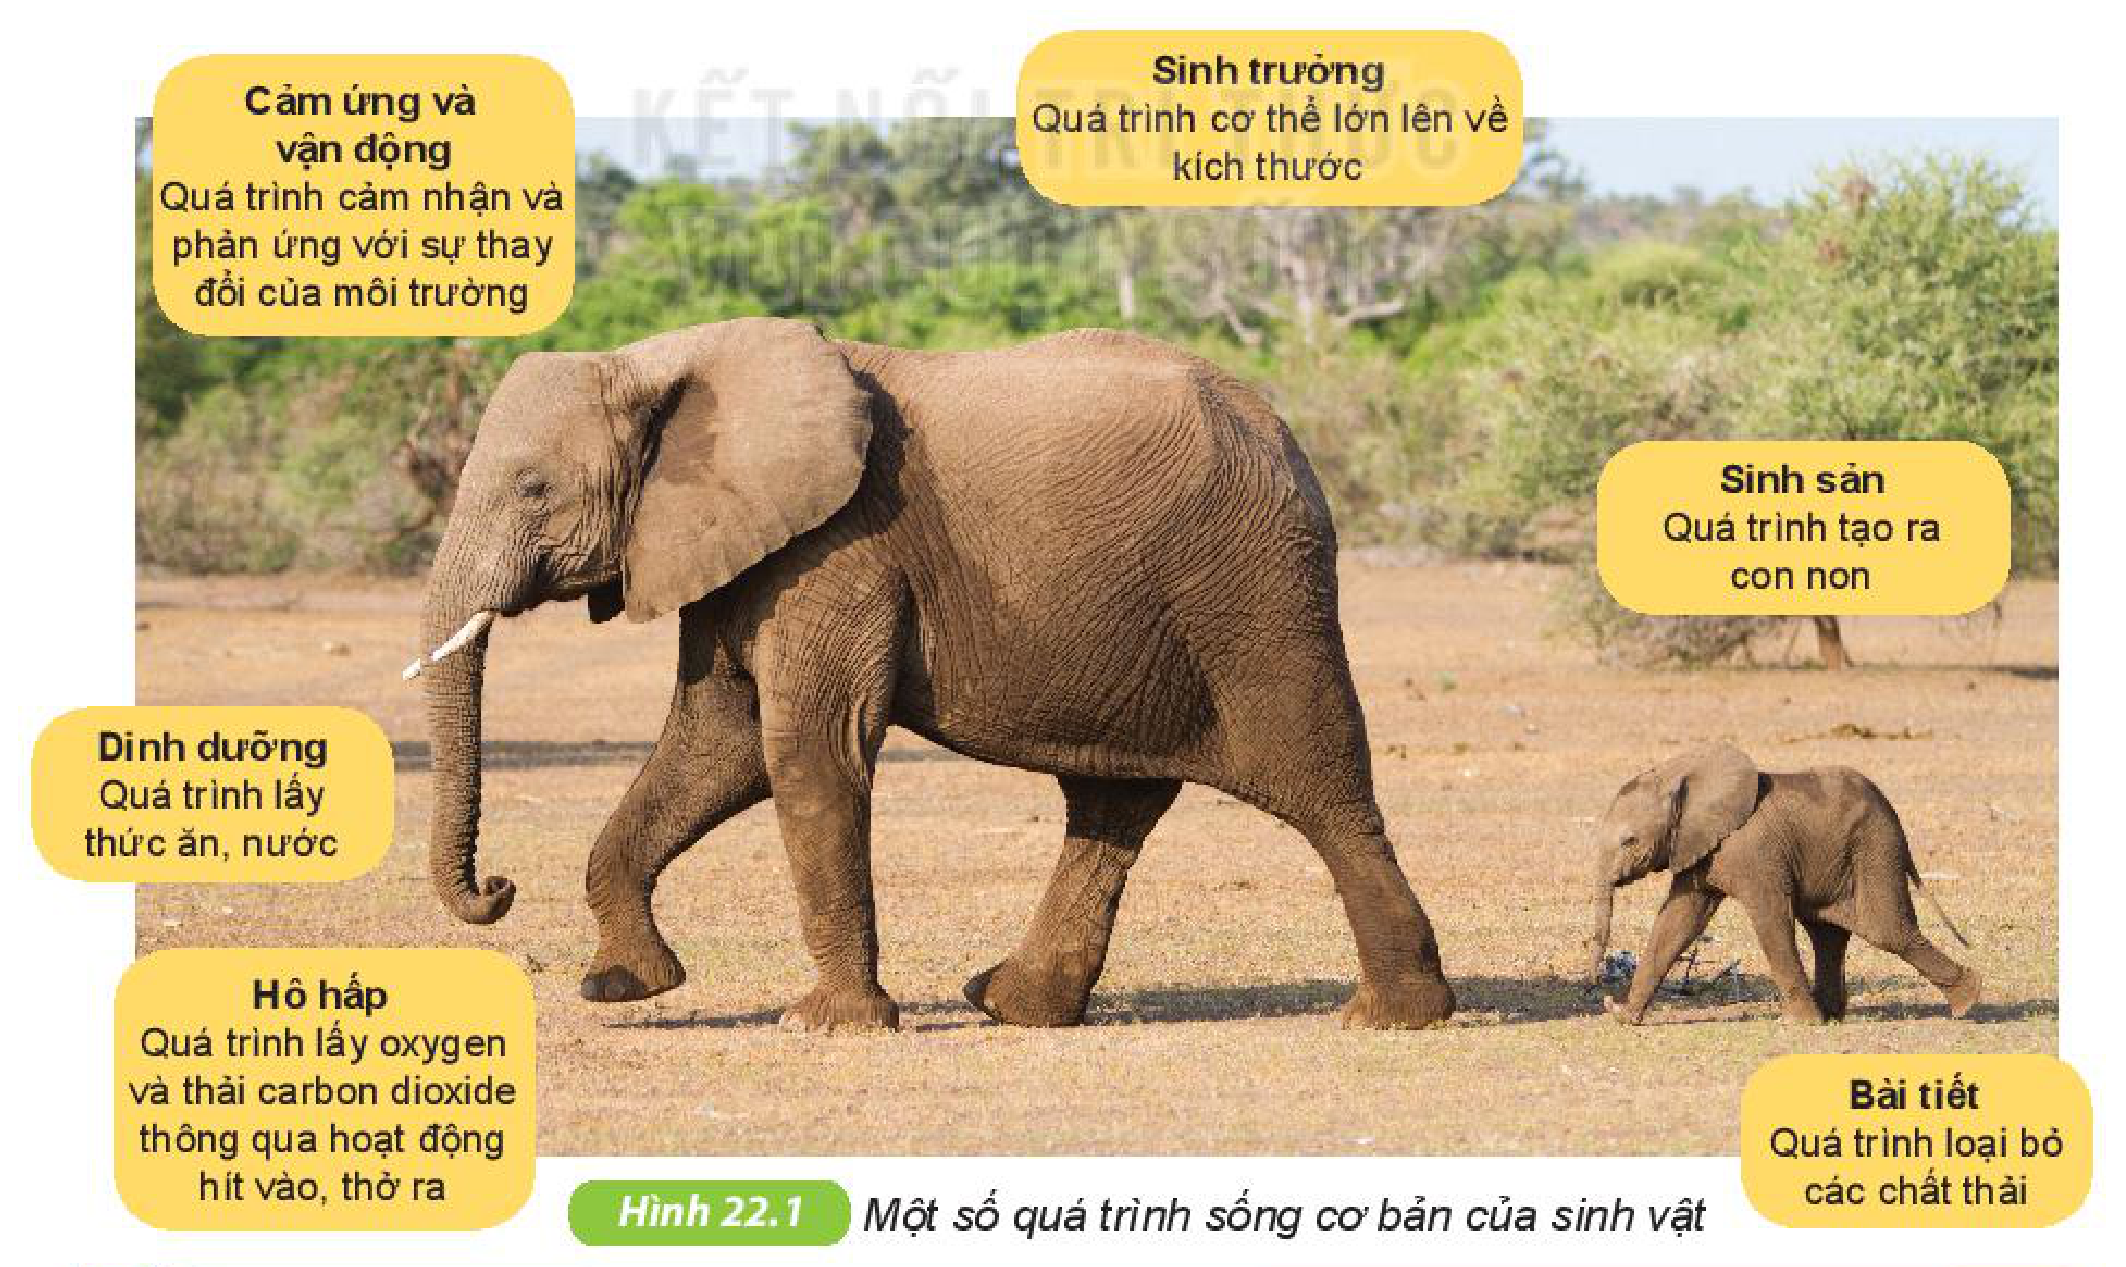 Cảm ứng và
vận động
Quá trình cảm nhận và
phản ứng với sự thay
đổi của môi trường
KẾT NỐI TRI THỨC
Sinh trưởng
Quá trình cơ thể lớn lên về
kích thước
Sinh sản
Quá trình tạo ra
con non
Dinh dưỡng
Quá trình lấy
thức ăn, nước
Hô hấp
Quá trình lấy oxygen
và thải carbon dioxide
thông qua hoạt động
hít vào, thở ra
Bài tiết
Quá trình loại bỏ
các chất thải
Hình 22.1 Một số quá trình sống cơ bản của sinh vật